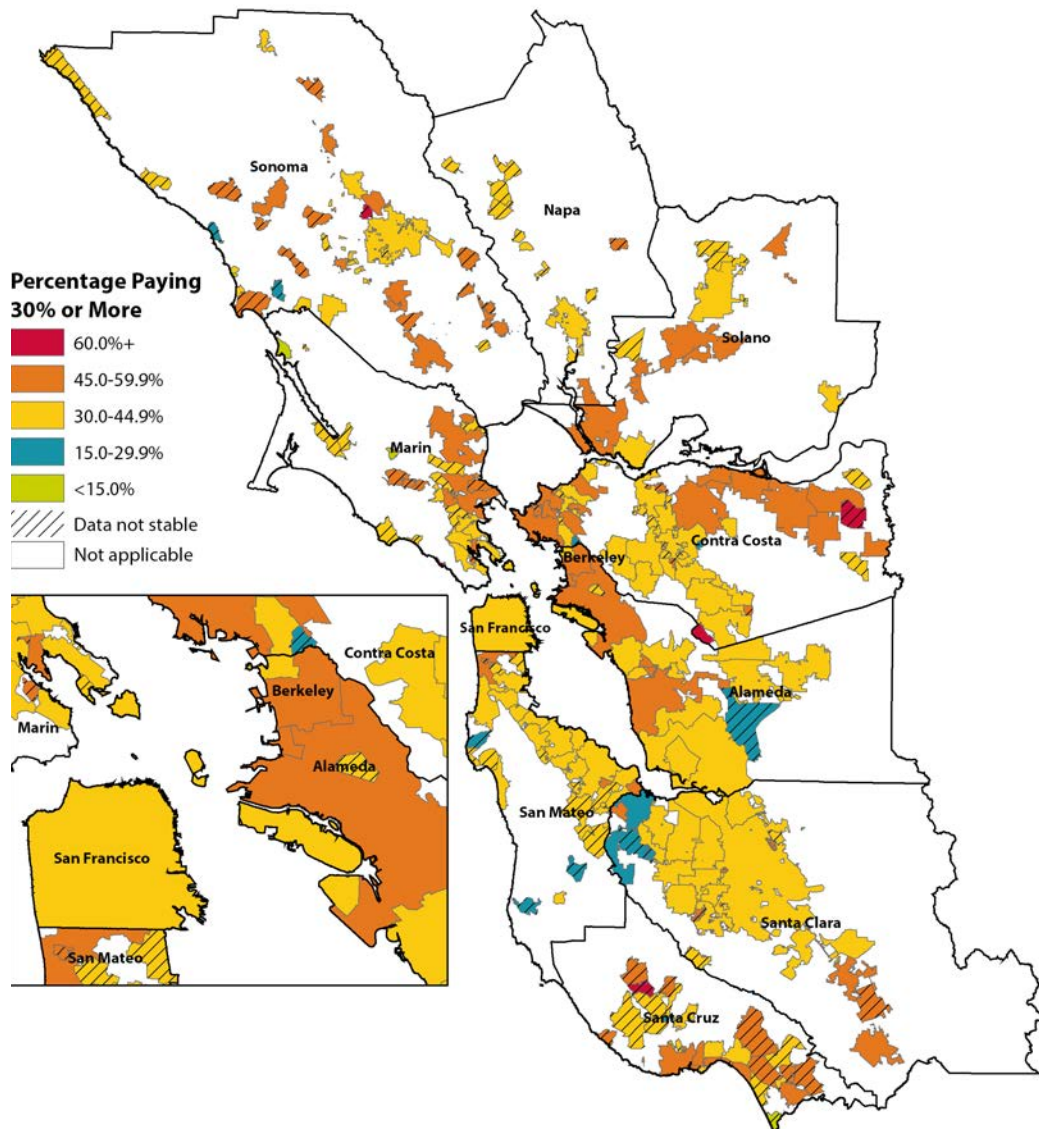 Sonoma
Napa
Percentage Paying
30% or More
60.0%+
45.0-59.9%
30.0-44.9%
15.0-29.9%
<15.0%
Data not stable
Not applicable
Solano
Marin
Contra Costa
Berkeley
San Francisco
Alameda
San Mateo
Santa Clara
Santa Cruz
Contra Costa
Berkeley
Marin
Alameda
San Francisco
San Mateo